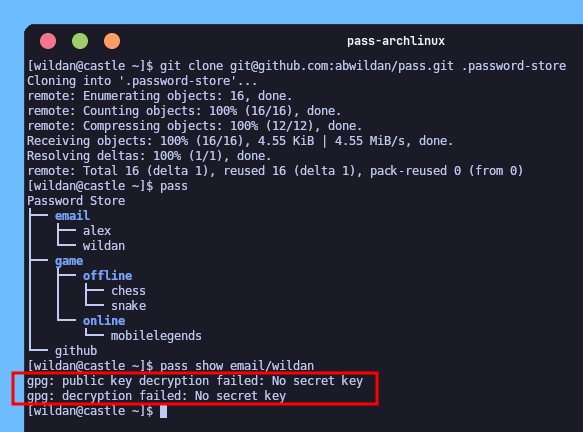 pass-archlinux
[wildan@castle ~]$ git clone git@github.com:abwildan/pass.git .password-store
Cloning into '.password-store'...
remote: Enumerating objects: 16, done.
remote: Counting objects: 100% (16/16), done.
remote: Compressing objects: 100% (12/12), done.
Receiving objects: 100% (16/16), 4.55 KiB | 4.55 MiB/s, done.
Resolving deltas: 100% (1/1), done.
remote: Total 16 (delta 1), reused 16 (delta 1), pack-reused 0 (from 0)
[wildan@castle ~]$ pass
Password Store
├── email
│   ├── alex
│   └── wildan
├── game
│   ├── offline
│   │   ├── chess
│   │   └── snake
│   └── online
│       └── mobilelegends
└── github
[wildan@castle ~]$ pass show email/wildan
gpg: public key decryption failed: No secret key
gpg: decryption failed: No secret key
[wildan@castle ~]$